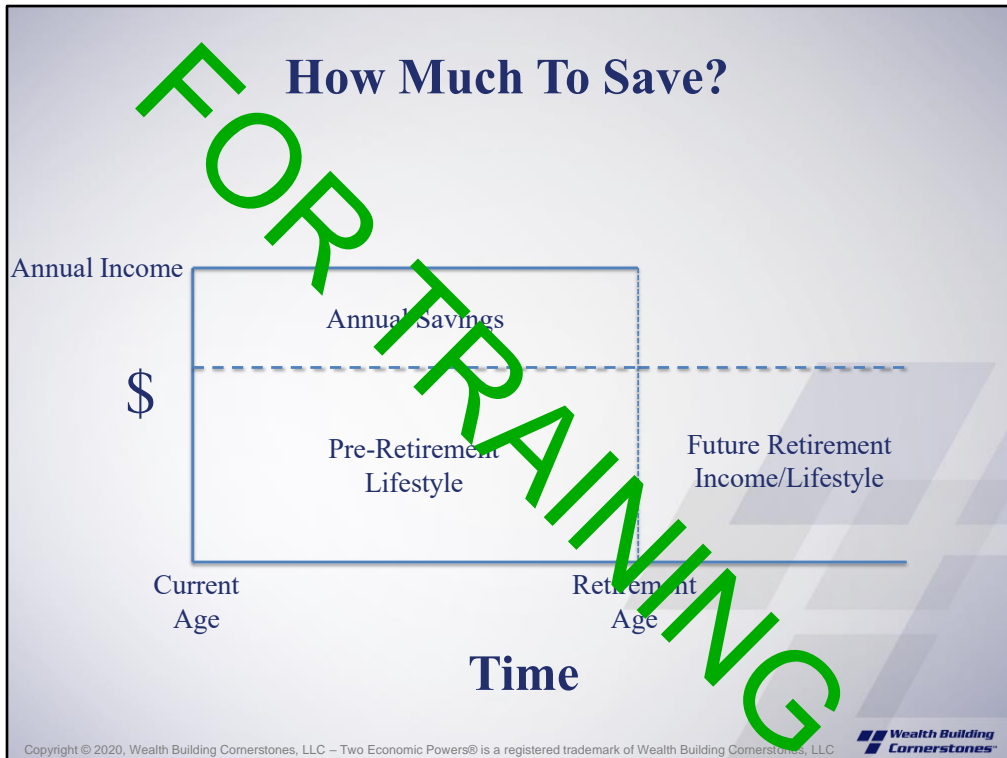 How Much To Save?
FOR TRAINING
Annual Income
Annual Savings
$
Pre-Retirement
Lifestyle
Future Retirement
Income/Lifestyle
Current
Age
Retirement
Age
Time
Copyright © 2020, Wealth Building Cornerstones, LLC – Two Economic Powers® is a registered trademark of Wealth Building Cornerstones, LLC
Wealth Building
Cornerstones™